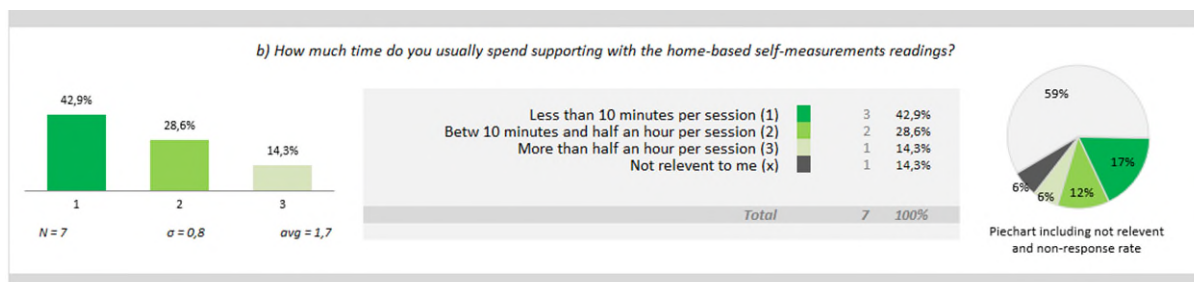 b) How much time do you usually spend supporting with the home-based self-measurements readings?
42,9%
28,6%
14,3%
1 2 3
N = 7 σ = 0,8 avg = 1,7
Less than 10 minutes per session (1) 3 42,9%
Betw 10 minutes and half an hour per session (2) 2 28,6%
More than half an hour per session (3) 1 14,3%
Not relevent to me (x) 1 14,3%
Total 7 100%
59%
17%
12%
6%
6%
Piechart including not relevent
and non-response rate